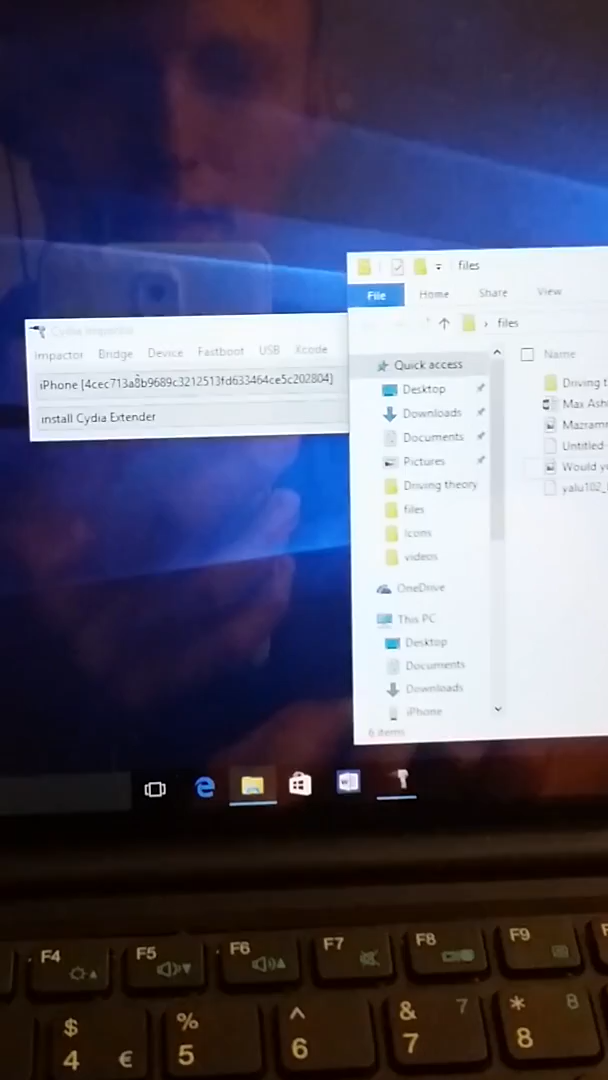 Cydia Impactor
Impactor Bridge Device Fastboot USB Xcode
iPhone [4cec713a8b9689c3212513fd633464ce5c202804]
install Cydia Extender
files
File Home Share View
› files
Quick access
Desktop
Downloads
Documents
Pictures
Driving theory
files
Icons
videos
OneDrive
This PC
Desktop
Documents
Downloads
iPhone
6 items
Name
Driving t
Max Ash
Mazram
Untitled
Would yo
yalu102_
F4 F5 F6 F7 F8 F9 F
$ % ^ & 7 * 8
4 € 5 6 7 8